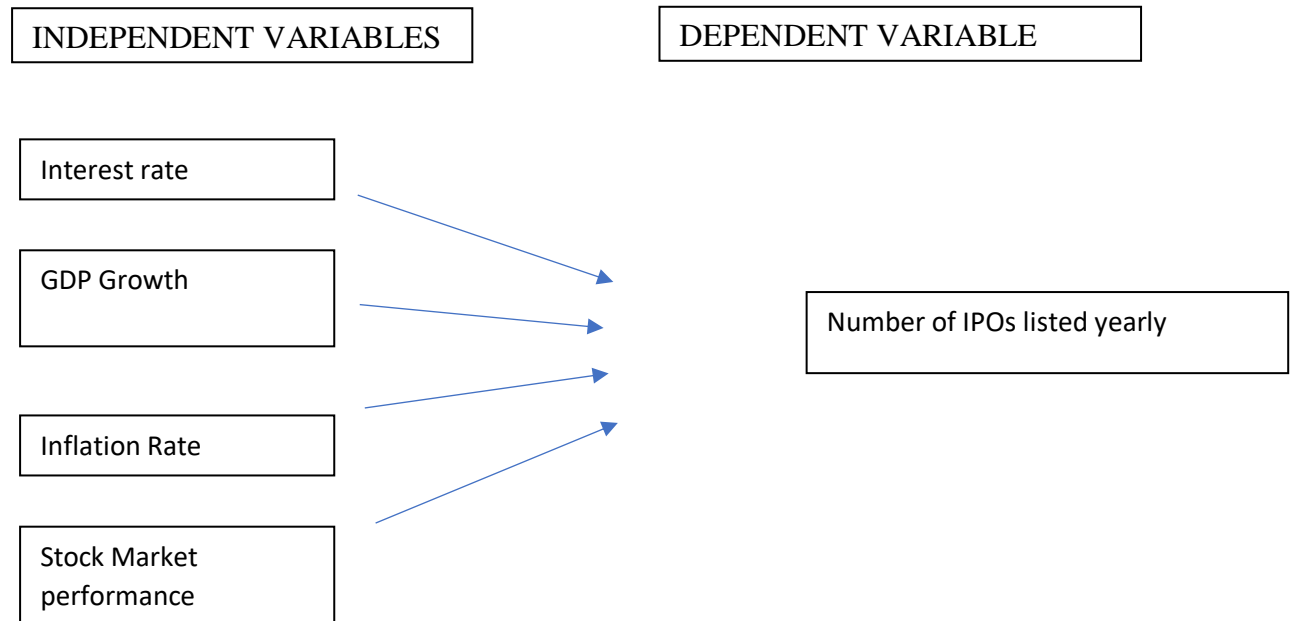 INDEPENDENT VARIABLES
DEPENDENT VARIABLE
Interest rate
GDP Growth
Number of IPOs listed yearly
Inflation Rate
Stock Market
performance